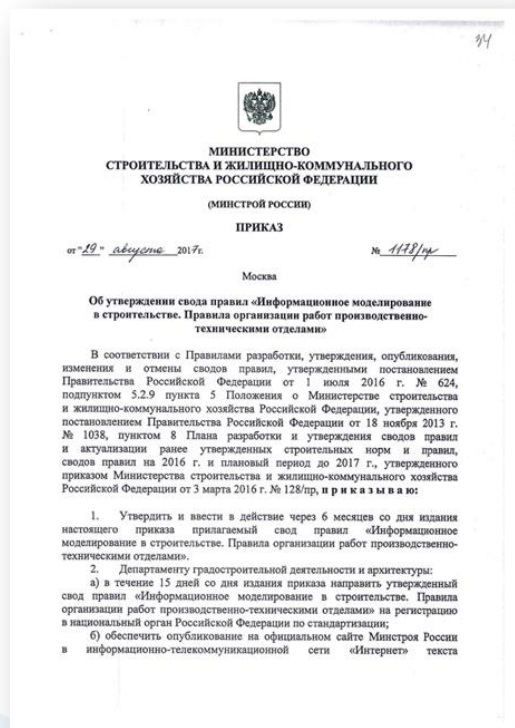 34
МИНИСТЕРСТВО
СТРОИТЕЛЬСТВА И ЖИЛИЩНО-КОММУНАЛЬНОГО
ХОЗЯЙСТВА РОССИЙСКОЙ ФЕДЕРАЦИИ
(МИНСТРОЙ РОССИИ)
ПРИКАЗ
от "29" августа 2017г. № 1178/пр
Москва
Об утверждении свода правил «Информационное моделирование
в строительстве. Правила организации работ производственно-
техническими отделами»
В соответствии с Правилами разработки, утверждения, опубликования,
изменения и отмены сводов правил, утвержденными постановлением
Правительства Российской Федерации от 1 июля 2016 г. № 624,
подпунктом 5.2.9 пункта 5 Положения о Министерстве строительства
и жилищно-коммунального хозяйства Российской Федерации, утвержденного
постановлением Правительства Российской Федерации от 18 ноября 2013 г.
№ 1038, пунктом 8 Плана разработки и утверждения сводов правил
и актуализации ранее утвержденных строительных норм и правил,
сводов правил на 2016 г. и плановый период до 2017 г., утвержденного
приказом Министерства строительства и жилищно-коммунального хозяйства
Российской Федерации от 3 марта 2016 г. № 128/пр, приказываю:
1. Утвердить и ввести в действие через 6 месяцев со дня издания
настоящего приказа прилагаемый свод правил «Информационное
моделирование в строительстве. Правила организации работ производственно-
техническими отделами».
2. Департаменту градостроительной деятельности и архитектуры:
а) в течение 15 дней со дня издания приказа направить утвержденный
свод правил «Информационное моделирование в строительстве. Правила
организации работ производственно-техническими отделами» на регистрацию
в национальный орган Российской Федерации по стандартизации;
б) обеспечить опубликование на официальном сайте Минстроя России
в информационно-телекоммуникационной сети «Интернет» текста